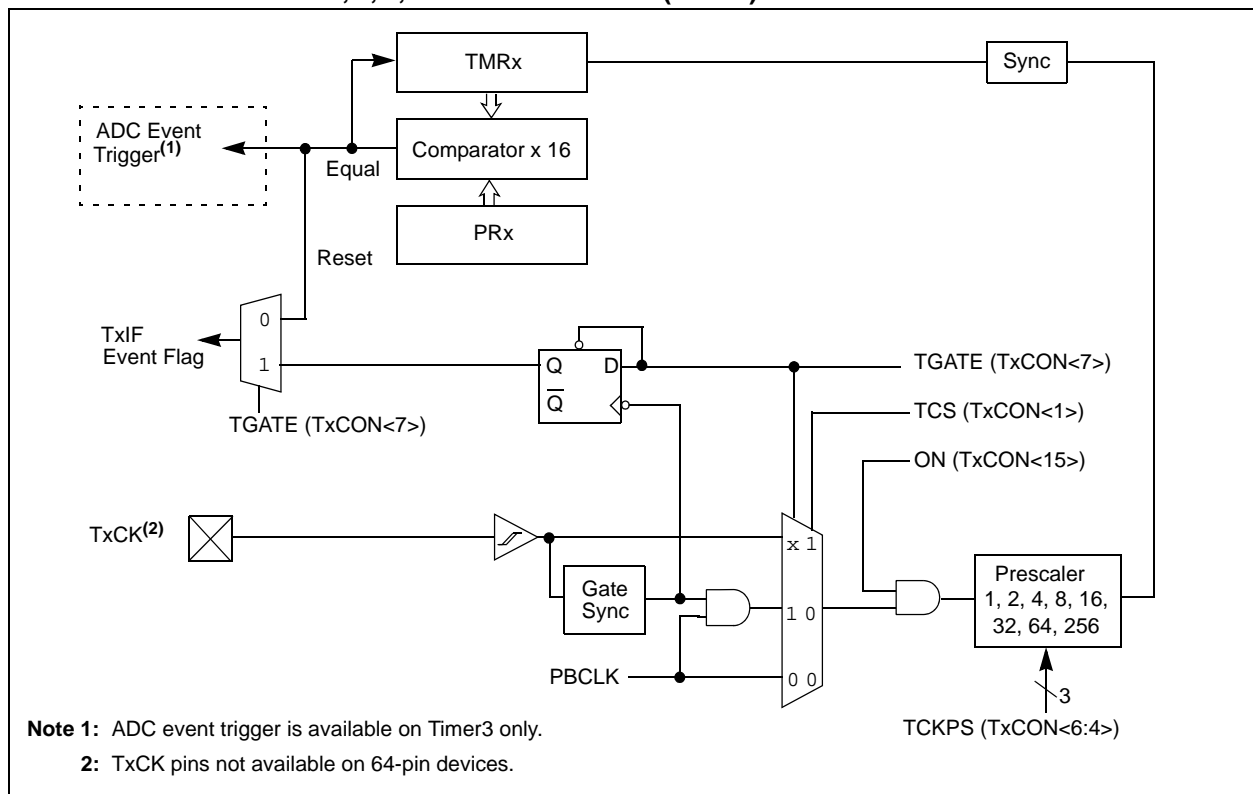 TMRx
Sync
ADC Event
Trigger(1)
Equal
Comparator x 16
PRx
Reset
0
1
TxIF
Event Flag
TGATE (TxCON<7>)
Q D
Q
TGATE (TxCON<7>)
TCS (TxCON<1>)
ON (TxCON<15>)
TxCK(2)
x 1
Gate
Sync
1 0
Prescaler
1, 2, 4, 8, 16,
32, 64, 256
PBCLK
0 0
3
TCKPS (TxCON<6:4>)
Note 1: ADC event trigger is available on Timer3 only.
2: TxCK pins not available on 64-pin devices.